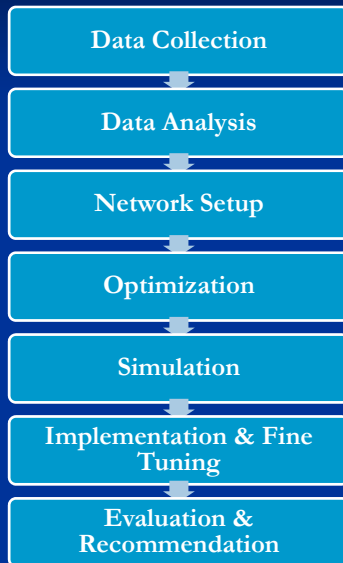 Data Collection
Data Analysis
Network Setup
Optimization
Simulation
Implementation & Fine
Tuning
Evaluation &
Recommendation